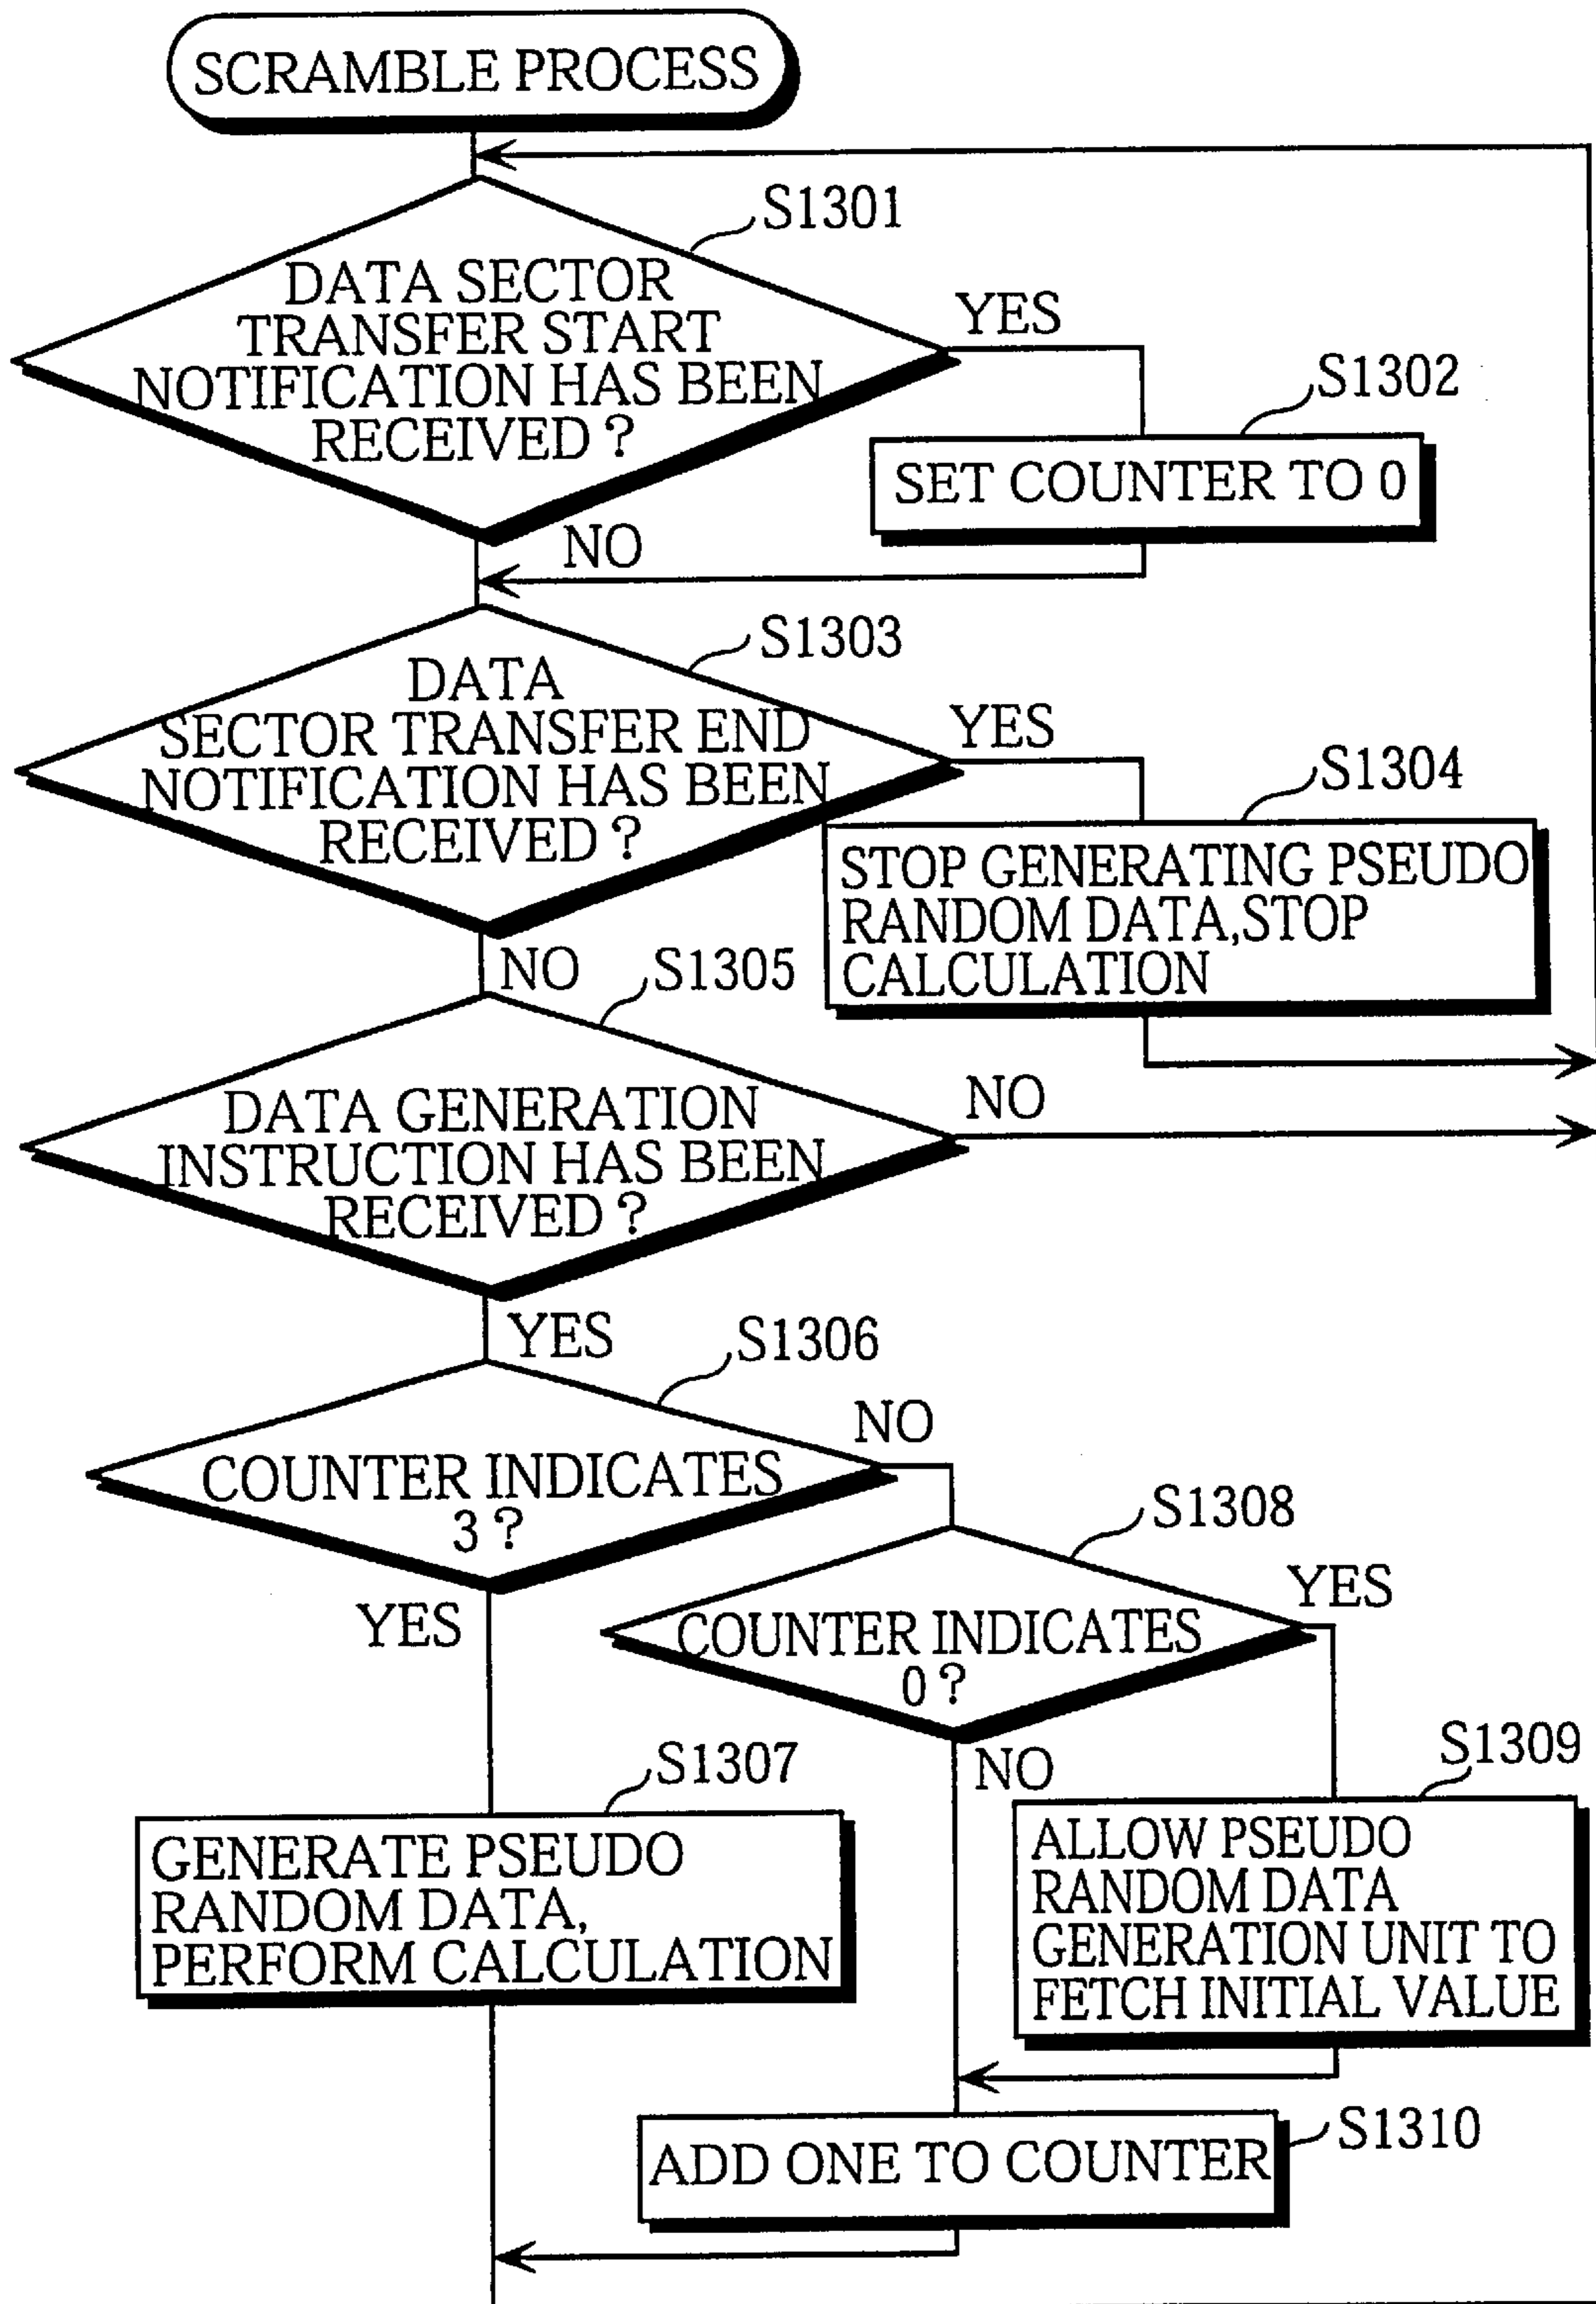 SCRAMBLE PROCESS
S1301
DATA SECTOR
TRANSFER START
NOTIFICATION HAS BEEN
RECEIVED ?
YES
S1302
SET COUNTER TO 0
NO
S1303
DATA
SECTOR TRANSFER END
NOTIFICATION HAS BEEN
RECEIVED ?
YES
S1304
STOP GENERATING PSEUDO
RANDOM DATA,STOP
CALCULATION
NO
S1305
DATA GENERATION
INSTRUCTION HAS BEEN
RECEIVED ?
NO
YES
S1306
COUNTER INDICATES
3 ?
NO
S1308
YES
COUNTER INDICATES
0 ?
YES
S1307
GENERATE PSEUDO
RANDOM DATA,
PERFORM CALCULATION
NO
S1309
ALLOW PSEUDO
RANDOM DATA
GENERATION UNIT TO
FETCH INITIAL VALUE
S1310
ADD ONE TO COUNTER